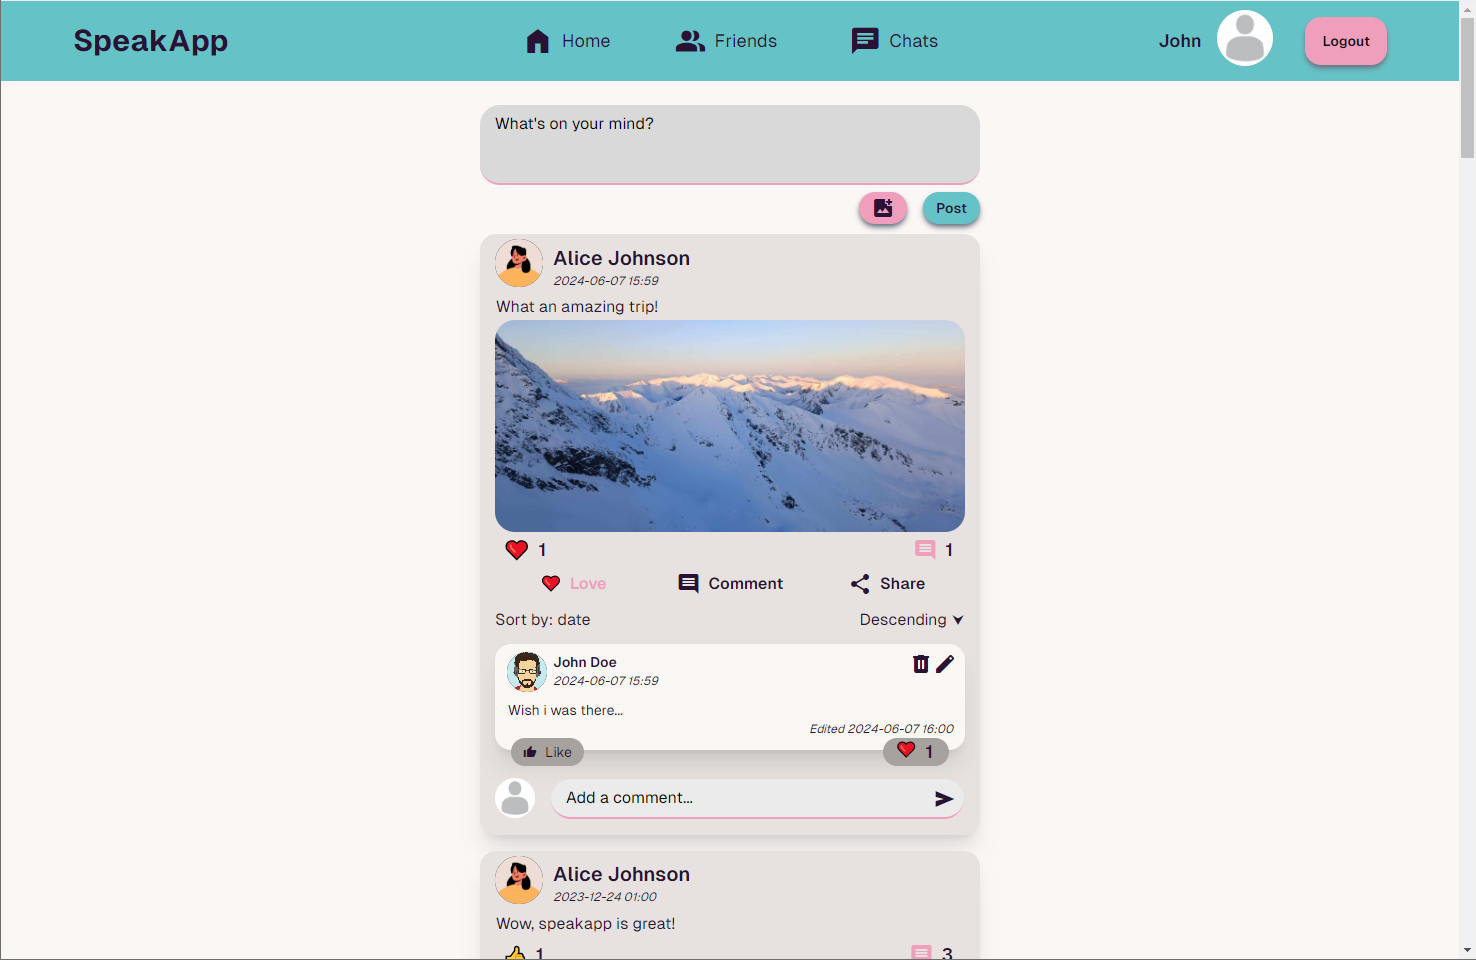 SpeakApp
Home
Friends
Chats
John
Logout
What's on your mind?
Post
Alice Johnson
2024-06-07 15:59
What an amazing trip!
1
1
Love
Comment
Share
Sort by: date
Descending
John Doe
2024-06-07 15:59
Wish i was there...
Edited 2024-06-07 16:00
Like
1
Add a comment...
Alice Johnson
2023-12-24 01:00
Wow, speakapp is great!
1
3